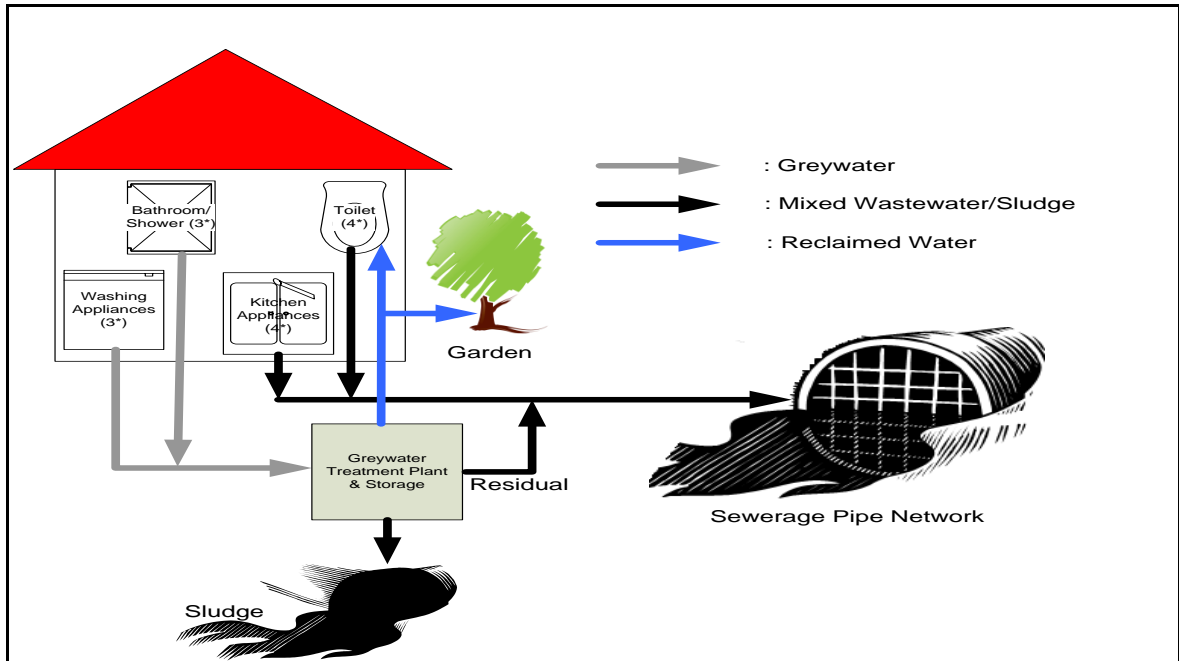 Bathroom/
Shower (3*)
Toilet
(4*)
Washing
Appliances
(3*)
Kitchen
Appliances
(4*)
Garden
: Greywater
: Mixed Wastewater/Sludge
: Reclaimed Water
Greywater
Treatment Plant
& Storage
Residual
Sewerage Pipe Network
Sludge